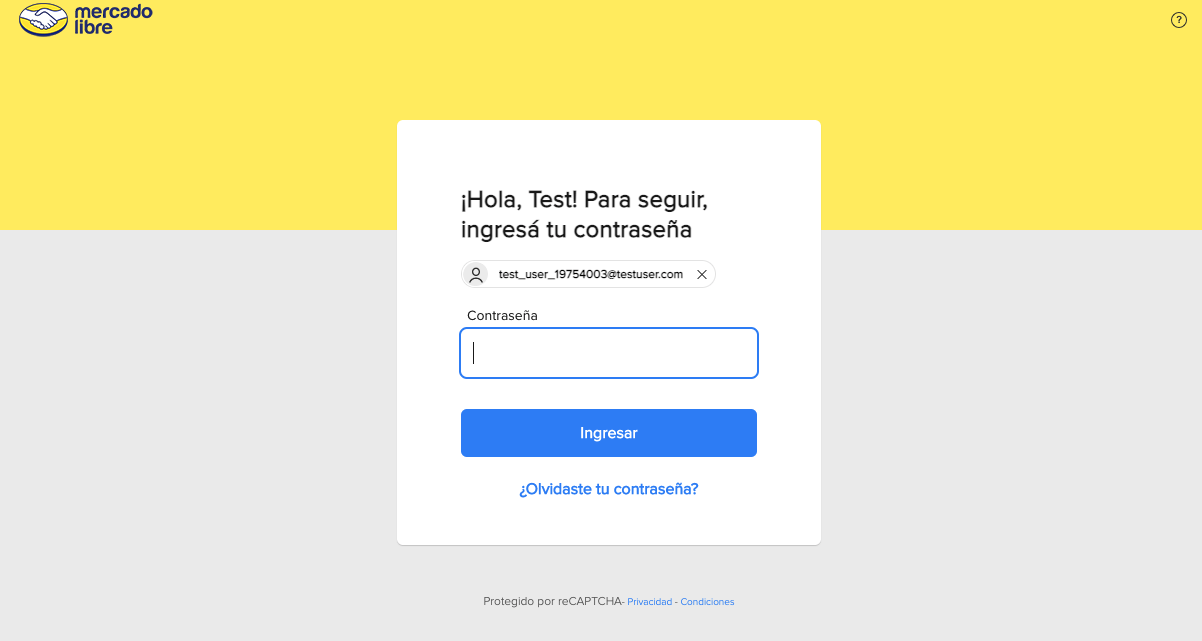 mercado
libre
?
¡Hola, Test! Para seguir,
ingresá tu contraseña
test_user_19754003@testuser.com
Contraseña
Ingresar
¿Olvidaste tu contraseña?
Protegido por reCAPTCHA- Privacidad - Condiciones